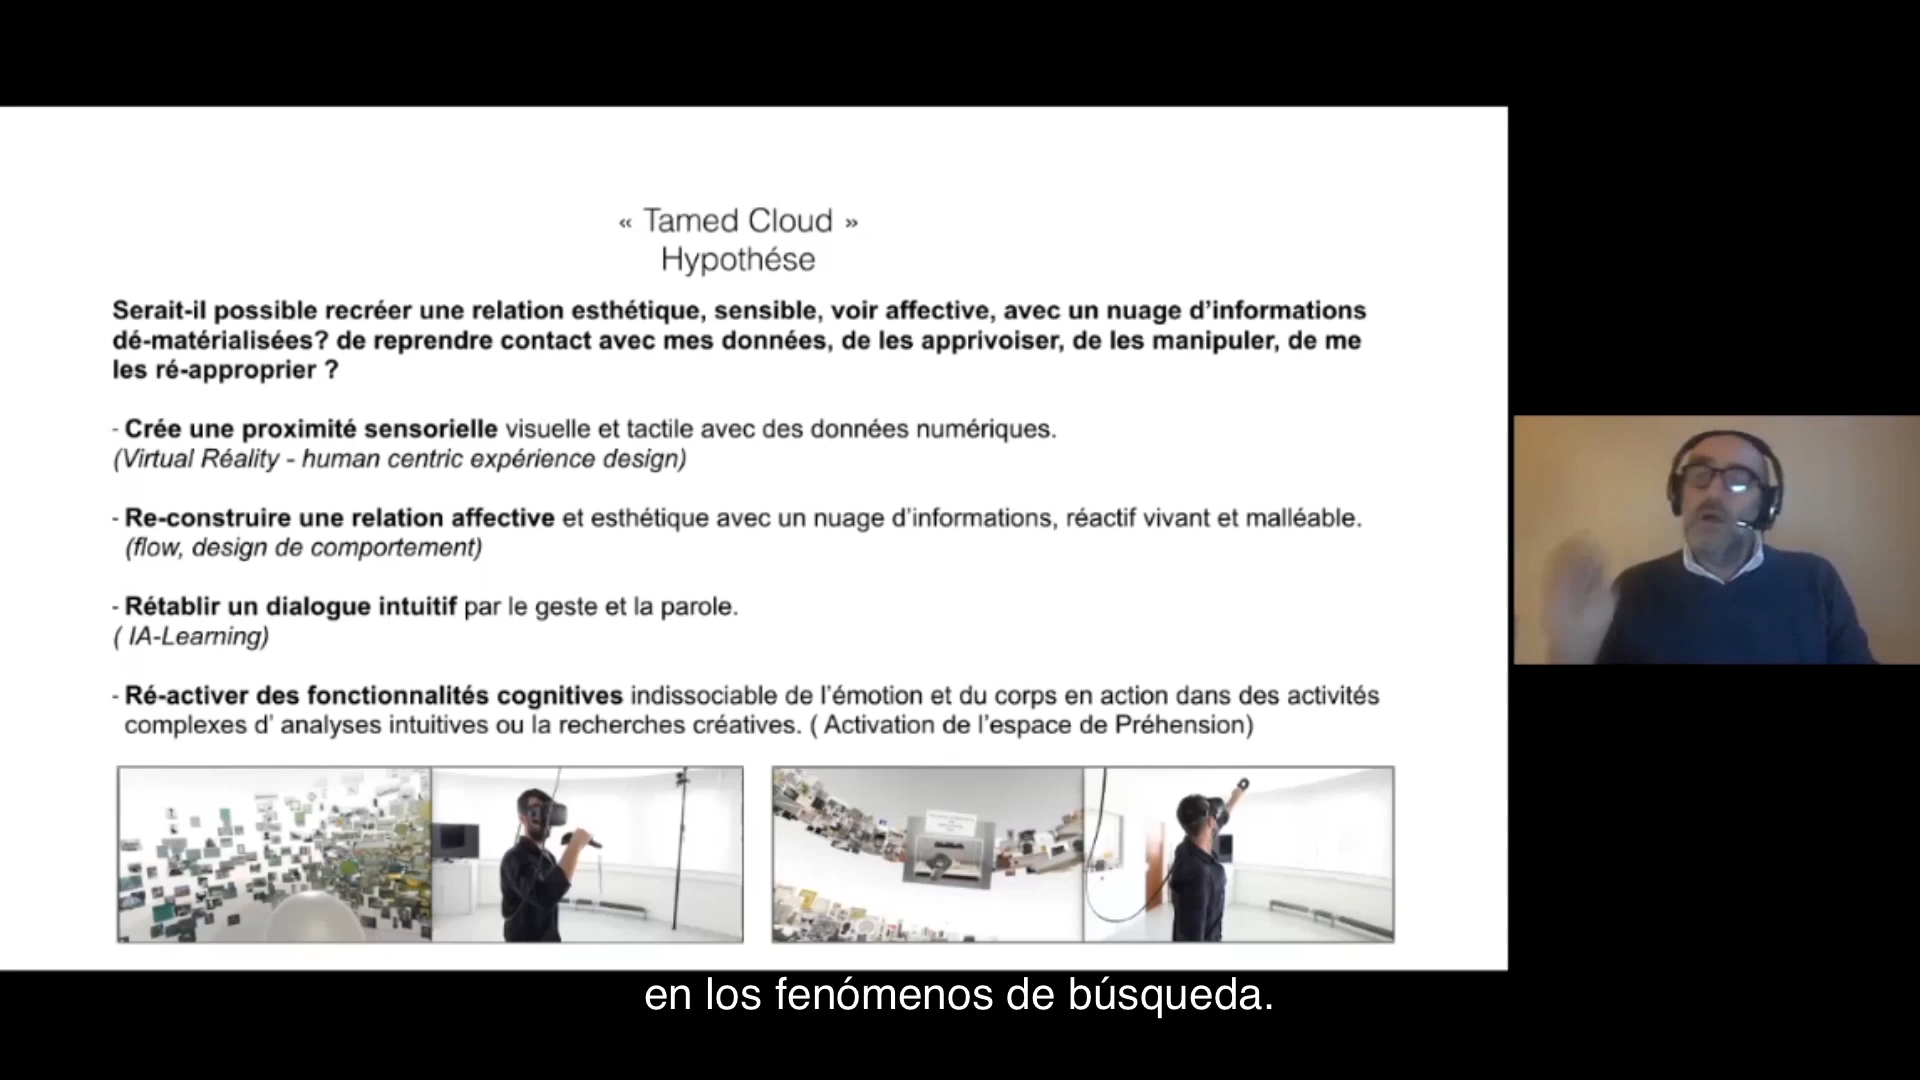 « Tamed Cloud »
Hypothése
Serait-il possible recréer une relation esthétique, sensible, voir affective, avec un nuage d’informations
dé-matérialisées? de reprendre contact avec mes données, de les apprivoiser, de les manipuler, de me
les ré-approprier ?
- Crée une proximité sensorielle visuelle et tactile avec des données numériques.
(Virtual Réality - human centric expérience design)
- Re-construire une relation affective et esthétique avec un nuage d’informations, réactif vivant et malléable.
(flow, design de comportement)
- Rétablir un dialogue intuitif par le geste et la parole.
( IA-Learning)
- Ré-activer des fonctionnalités cognitives indissociable de l’émotion et du corps en action dans des activités
complexes d’ analyses intuitives ou la recherches créatives. ( Activation de l’espace de Préhension)
en los fenómenos de búsqueda.